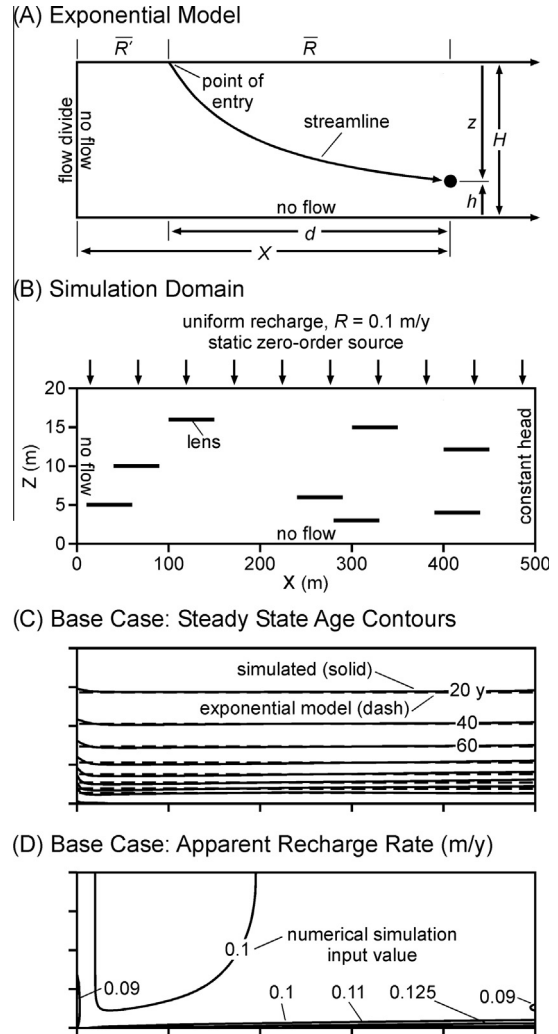 (A) Exponential Model
R̅' R̅
point of
entry
streamline
flow divide
no flow
z
H
h
no flow
d
X
(B) Simulation Domain
uniform recharge, R = 0.1 m/y
static zero-order source
20
15
10
5
0
Z (m)
no flow
lens
no flow
constant head
0 100 200 300 400 500
X (m)
(C) Base Case: Steady State Age Contours
simulated (solid)
20 y
exponential model (dash)
40
60
(D) Base Case: Apparent Recharge Rate (m/y)
0.1
numerical simulation
input value
0.09
0.1 0.11 0.125 0.09